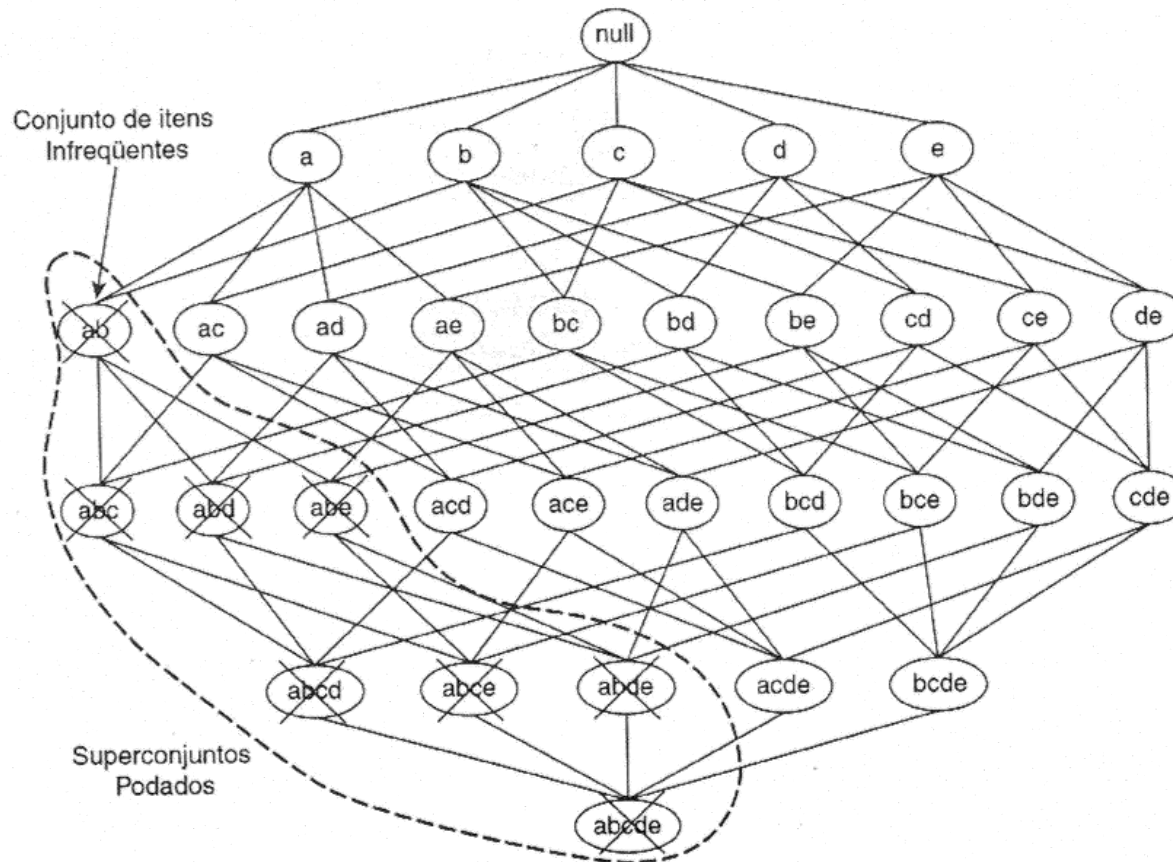 null
Conjunto de itens
Infreqüentes
a
b
c
d
e
ab
ac
ad
ae
bc
bd
be
cd
ce
de
abc
abd
abe
acd
ace
ade
bcd
bce
bde
cde
abcd
abce
abde
acde
bcde
Superconjuntos
Podados
abcde